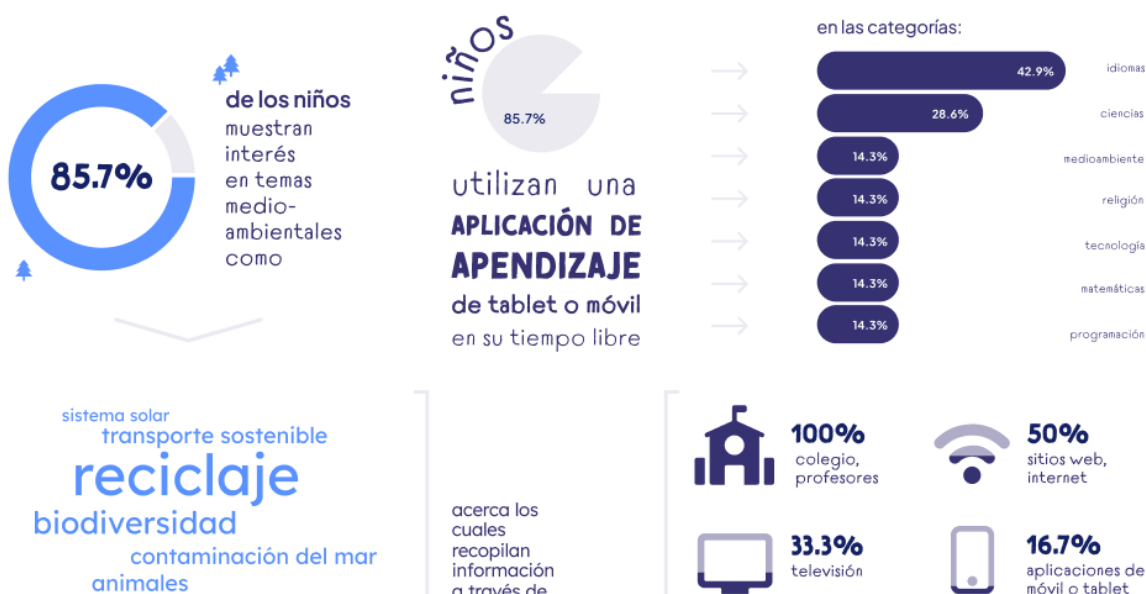 85.7%
de los niños
muestran
interés
en temas
medio-
ambientales
como
niños
85.7%
utilizan una
APLICACIÓN DE
APENDIZAJE
de tablet o móvil
en su tiempo libre
en las categorías:
42.9% idiomas
28.6% ciencias
14.3% medioambiente
14.3% religión
14.3% tecnología
14.3% matemáticas
14.3% programación
sistema solar
transporte sostenible
reciclaje
biodiversidad
contaminación del mar
animales
acerca los
cuales
recopilan
información
a través de
100%
colegio,
profesores
50%
sitios web,
internet
33.3%
televisión
16.7%
aplicaciones de
móvil o tablet